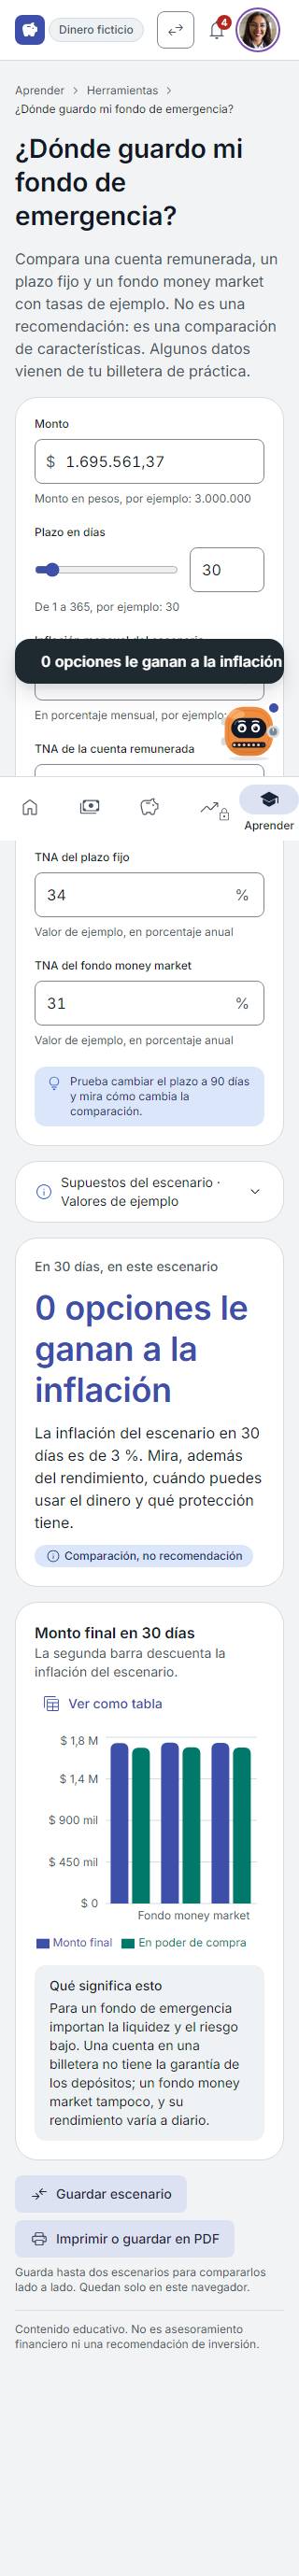 Dinero ficticio
4
Aprender > Herramientas >
¿Dónde guardo mi fondo de emergencia?
¿Dónde guardo mi
fondo de
emergencia?
Compara una cuenta remunerada, un
plazo fijo y un fondo money market
con tasas de ejemplo. No es una
recomendación: es una comparación
de características. Algunos datos
vienen de tu billetera de práctica.
Monto
$ 1.695.561,37
Monto en pesos, por ejemplo: 3.000.000
Plazo en días
30
De 1 a 365, por ejemplo: 30
0 opciones le ganan a la inflación
En porcentaje mensual, por ejemplo:
TNA de la cuenta remunerada
Aprender
TNA del plazo fijo
34 %
Valor de ejemplo, en porcentaje anual
TNA del fondo money market
31 %
Valor de ejemplo, en porcentaje anual
Prueba cambiar el plazo a 90 días
y mira cómo cambia la
comparación.
Supuestos del escenario ·
Valores de ejemplo
En 30 días, en este escenario
0 opciones le
ganan a la
inflación
La inflación del escenario en 30
días es de 3 %. Mira, además
del rendimiento, cuándo puedes
usar el dinero y qué protección
tiene.
Comparación, no recomendación
Monto final en 30 días
La segunda barra descuenta la
inflación del escenario.
Ver como tabla
$ 1,8 M
$ 1,4 M
$ 900 mil
$ 450 mil
$ 0
Fondo money market
Monto final En poder de compra
Qué significa esto
Para un fondo de emergencia
importan la liquidez y el riesgo
bajo. Una cuenta en una
billetera no tiene la garantía de
los depósitos; un fondo money
market tampoco, y su
rendimiento varía a diario.
Guardar escenario
Imprimir o guardar en PDF
Guarda hasta dos escenarios para compararlos
lado a lado. Quedan solo en este navegador.
Contenido educativo. No es asesoramiento
financiero ni una recomendación de inversión.